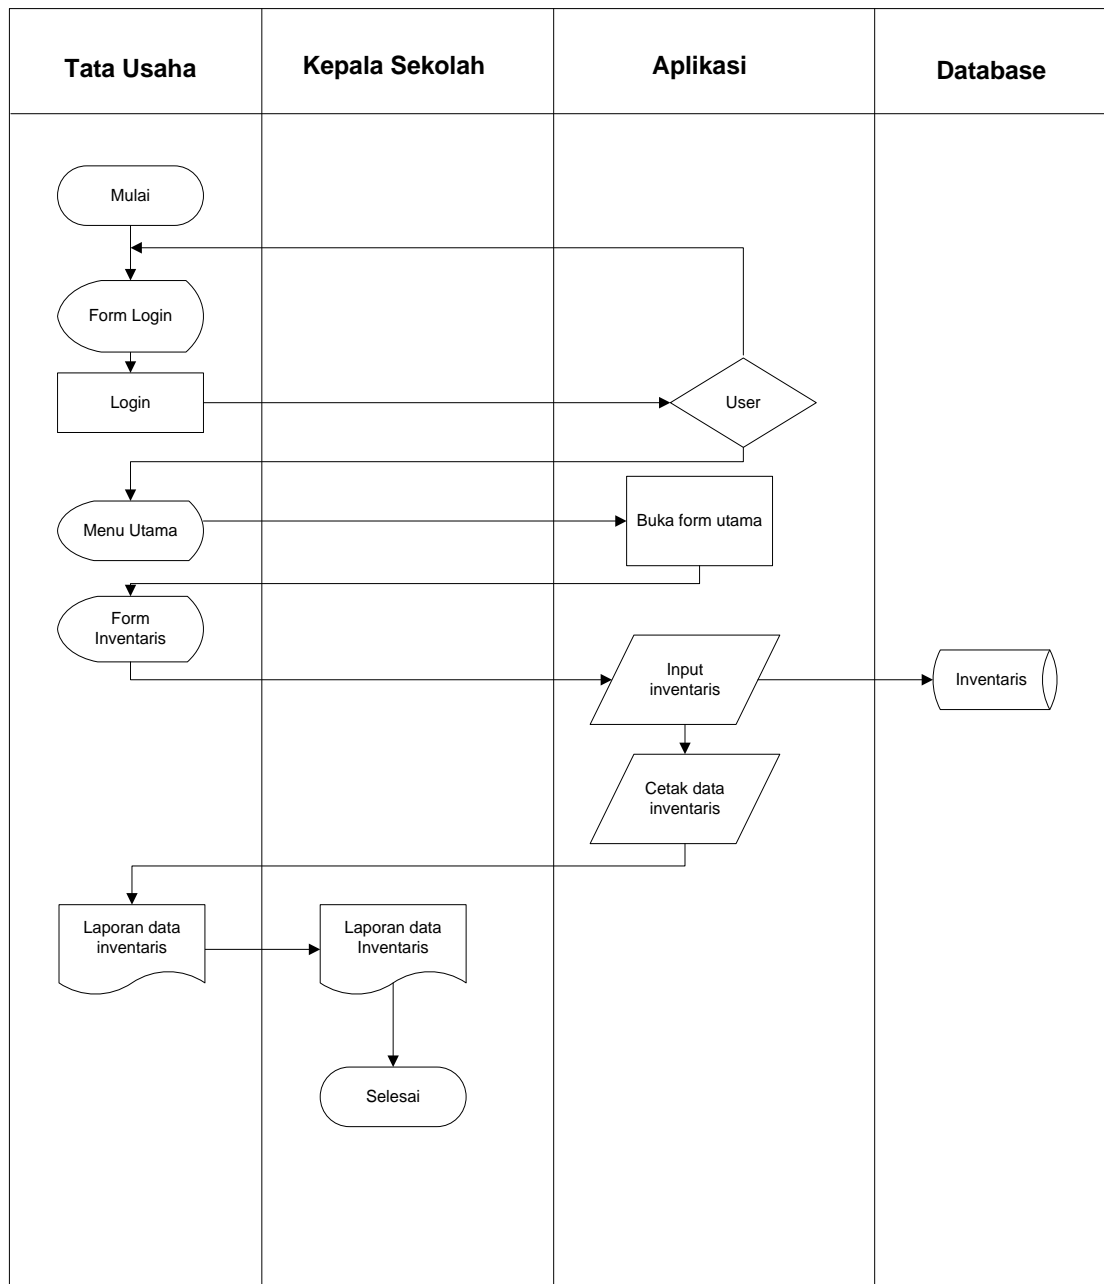 Tata Usaha
Kepala Sekolah
Aplikasi
Database
Mulai
Form Login
Login
User
Menu Utama
Buka form utama
Form
Inventaris
Input
inventaris
Inventaris
Cetak data
inventaris
Laporan data
inventaris
Laporan data
Inventaris
Selesai